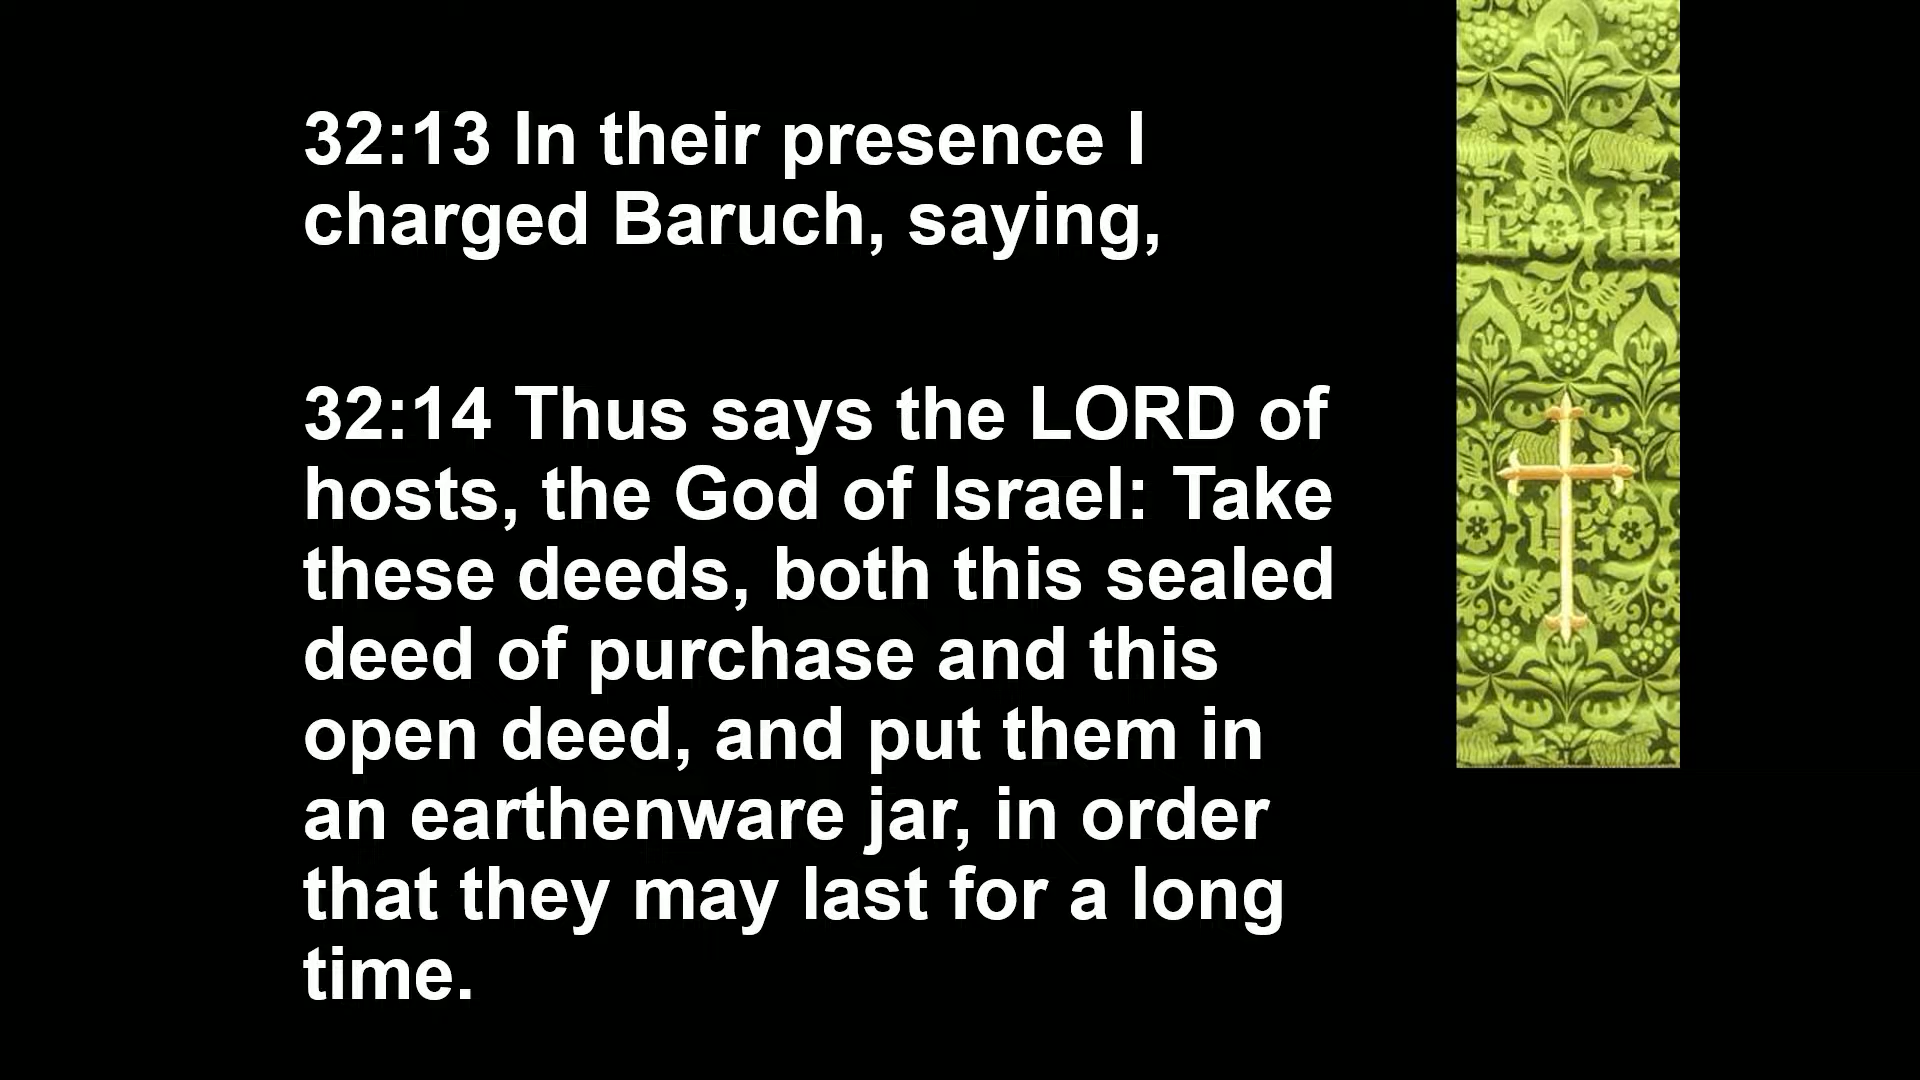 32:13 In their presence I
charged Baruch, saying,
32:14 Thus says the LORD of
hosts, the God of Israel: Take
these deeds, both this sealed
deed of purchase and this
open deed, and put them in
an earthenware jar, in order
that they may last for a long
time.